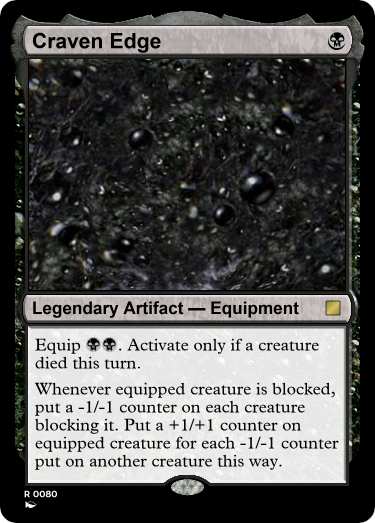 Craven Edge
Legendary Artifact — Equipment
Equip. Activate only if a creature
died this turn.
Whenever equipped creature is blocked,
put a -1/-1 counter on each creature
blocking it. Put a +1/+1 counter on
equipped creature for each -1/-1 counter
put on another creature this way.
R 0080